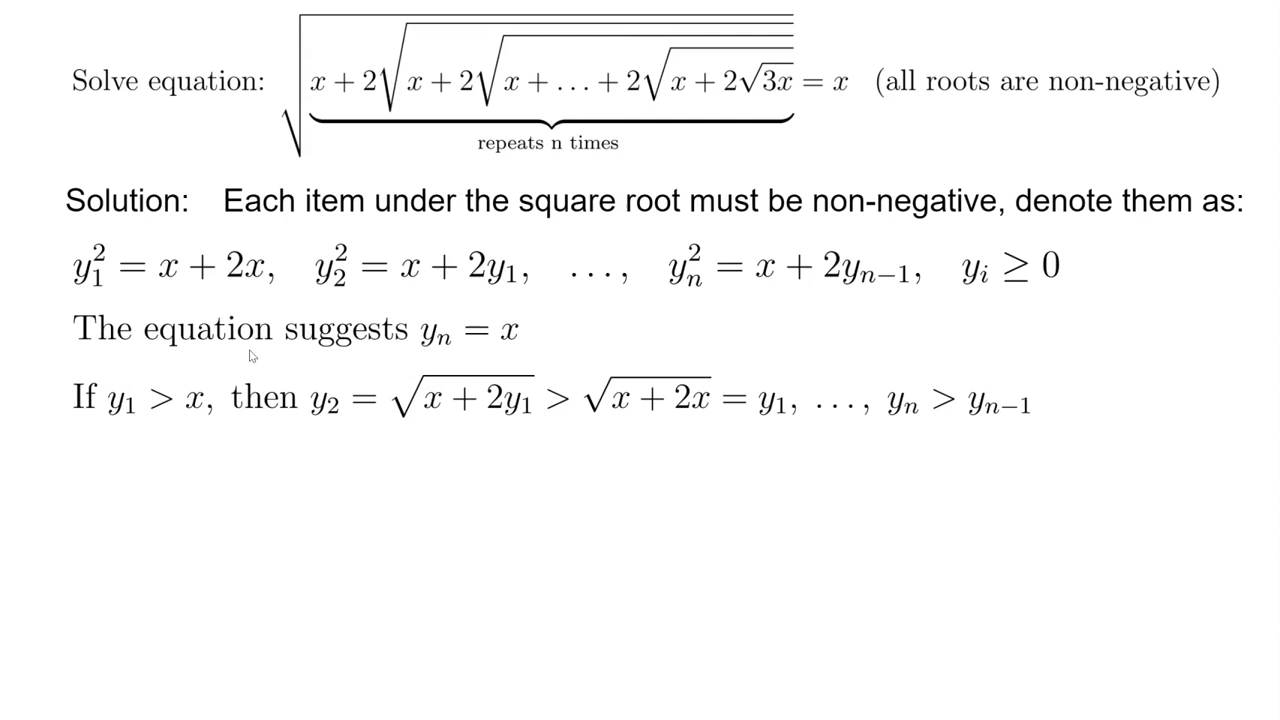 Solve equation: √(x + 2√(x + 2√(x + … + 2√(x + 2√(3x))))) = x (all roots are non-negative)
repeats n times
Solution: Each item under the square root must be non-negative, denote them as:
y₁² = x + 2x, y₂² = x + 2y₁, …, yₙ² = x + 2yₙ₋₁, yᵢ ≥ 0
The equation suggests yₙ = x
If y₁ > x, then y₂ = √(x + 2y₁) > √(x + 2x) = y₁, …, yₙ > yₙ₋₁